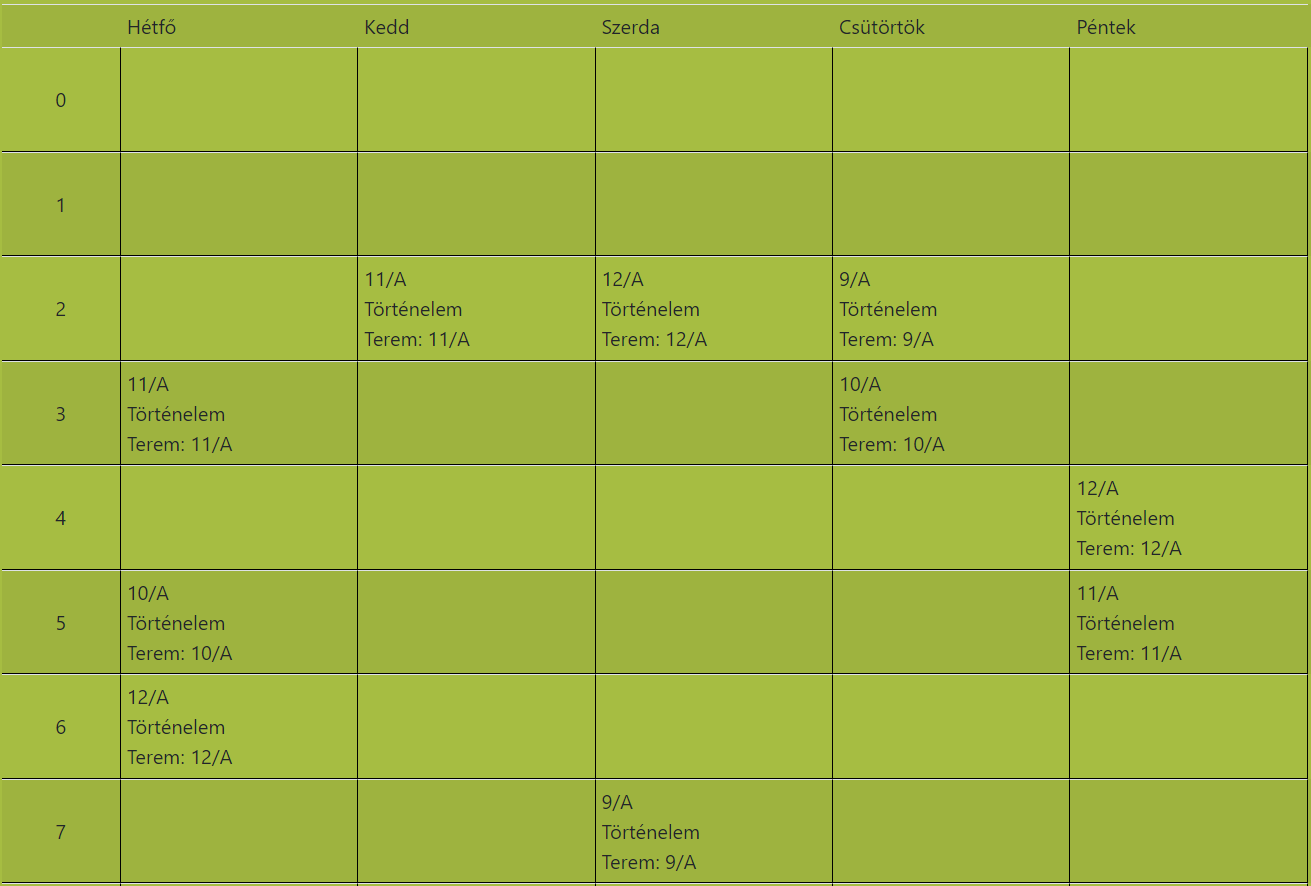 Hétfő Kedd Szerda Csütörtök Péntek
0
1
2
11/A
Történelem
Terem: 11/A
12/A
Történelem
Terem: 12/A
9/A
Történelem
Terem: 9/A
3
11/A
Történelem
Terem: 11/A
10/A
Történelem
Terem: 10/A
4
12/A
Történelem
Terem: 12/A
5
10/A
Történelem
Terem: 10/A
11/A
Történelem
Terem: 11/A
6
12/A
Történelem
Terem: 12/A
7
9/A
Történelem
Terem: 9/A